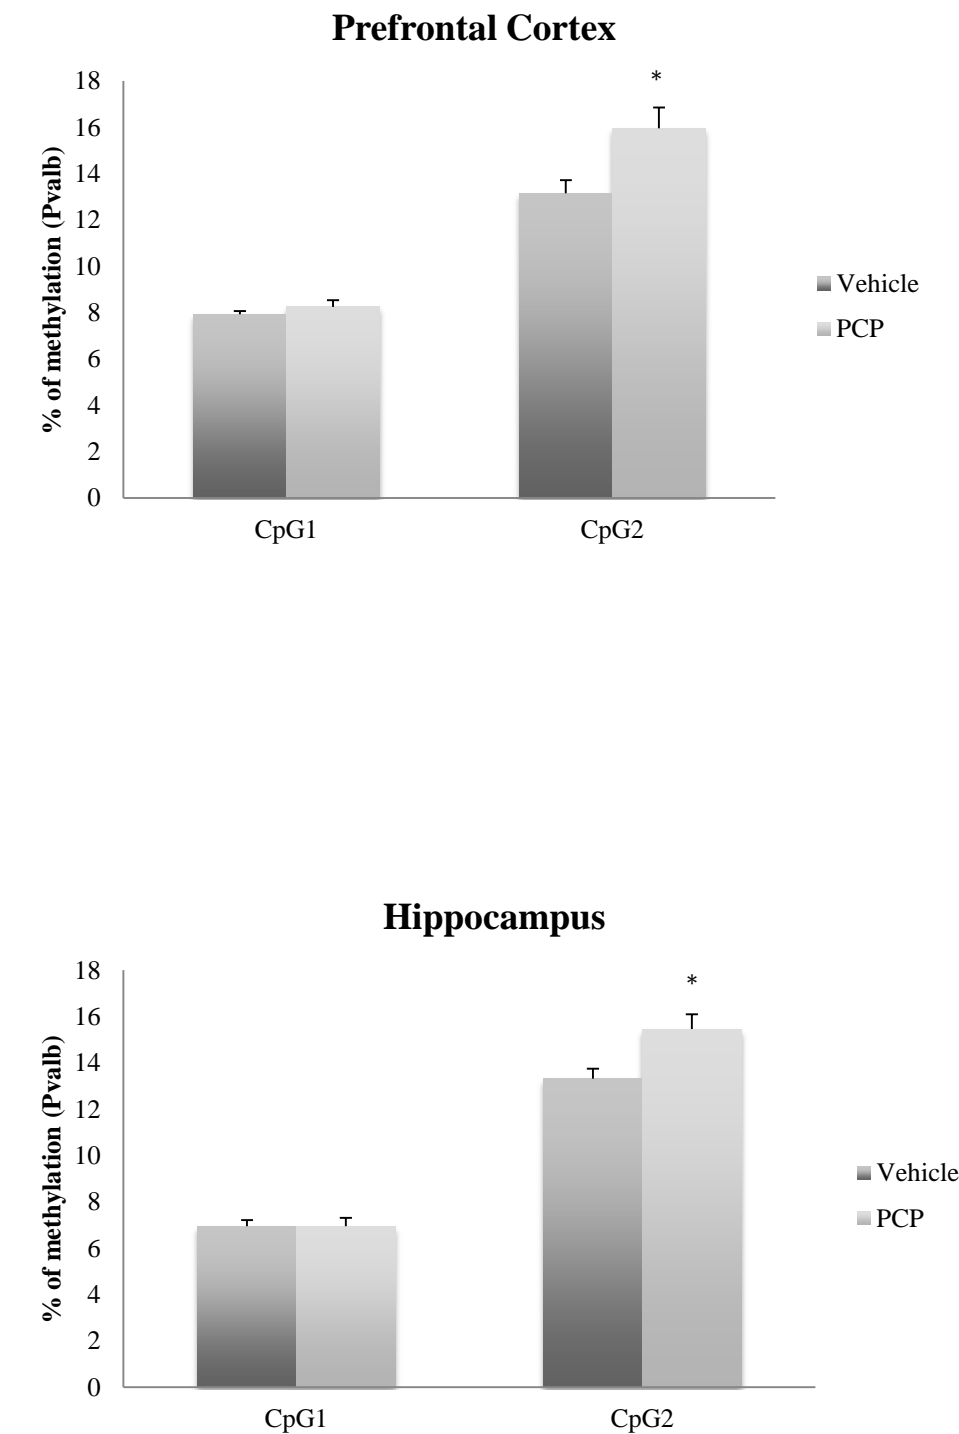 Prefrontal Cortex
% of methylation (Pvalb)
18
16
14
12
10
8
6
4
2
0
*
CpG1
CpG2
Vehicle
PCP
Hippocampus
% of methylation (Pvalb)
18
16
14
12
10
8
6
4
2
0
*
CpG1
CpG2
Vehicle
PCP